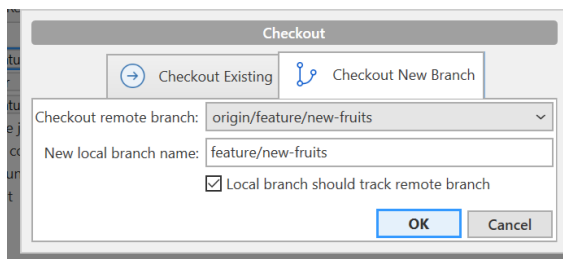 Checkout
Checkout Existing
Checkout New Branch
Checkout remote branch: origin/feature/new-fruits
New local branch name: feature/new-fruits
Local branch should track remote branch
OK Cancel